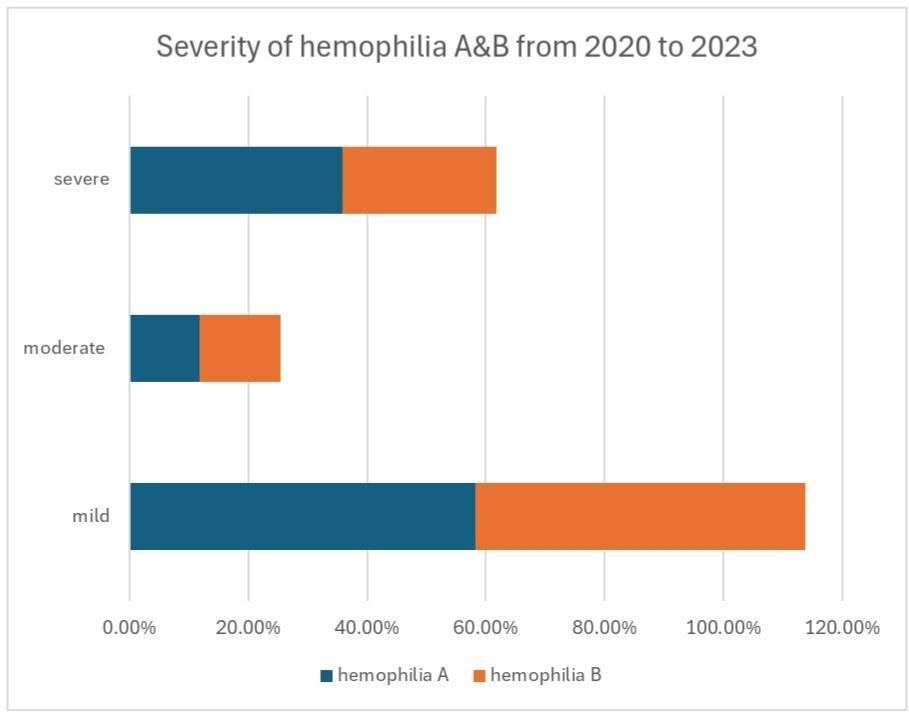 Severity of hemophilia A&B from 2020 to 2023
severe
moderate
mild
0.00% 20.00% 40.00% 60.00% 80.00% 100.00% 120.00%
hemophilia A hemophilia B